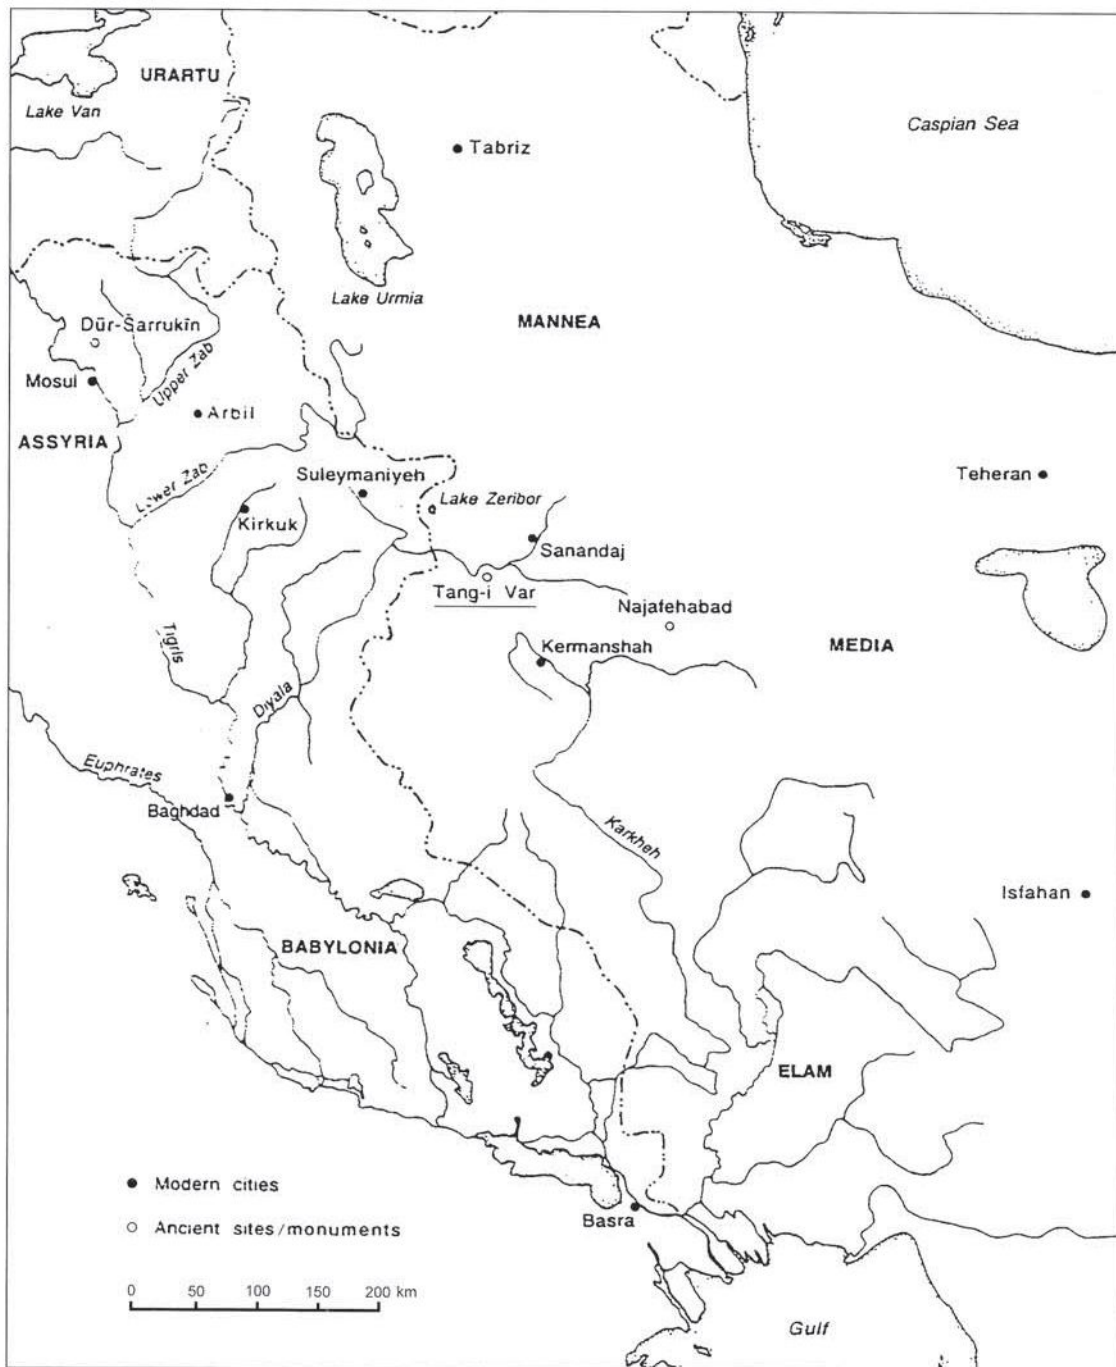 URARTU
Lake Van
Caspian Sea
Tabriz
Lake Urmia
MANNEA
Dūr-Šarrukīn
Mosul
Upper Zab
Arbil
ASSYRIA
Lower Zab
Suleymaniyeh
Lake Zeribor
Teheran
Kirkuk
Sanandaj
Tang-i Var
Najafehabad
Tigris
Kermanshah
MEDIA
Diyala
Euphrates
Baghdad
Karkheh
Isfahan
BABYLONIA
ELAM
Modern cities
Basra
Ancient sites/monuments
0 50 100 150 200 km
Gulf